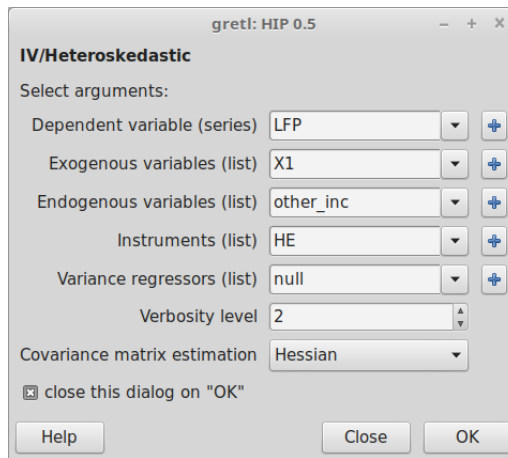 gretl: HIP 0.5
IV/Heteroskedastic
Select arguments:
Dependent variable (series) LFP
Exogenous variables (list) X1
Endogenous variables (list) other_inc
Instruments (list) HE
Variance regressors (list) null
Verbosity level 2
Covariance matrix estimation Hessian
close this dialog on "OK"
Help Close OK